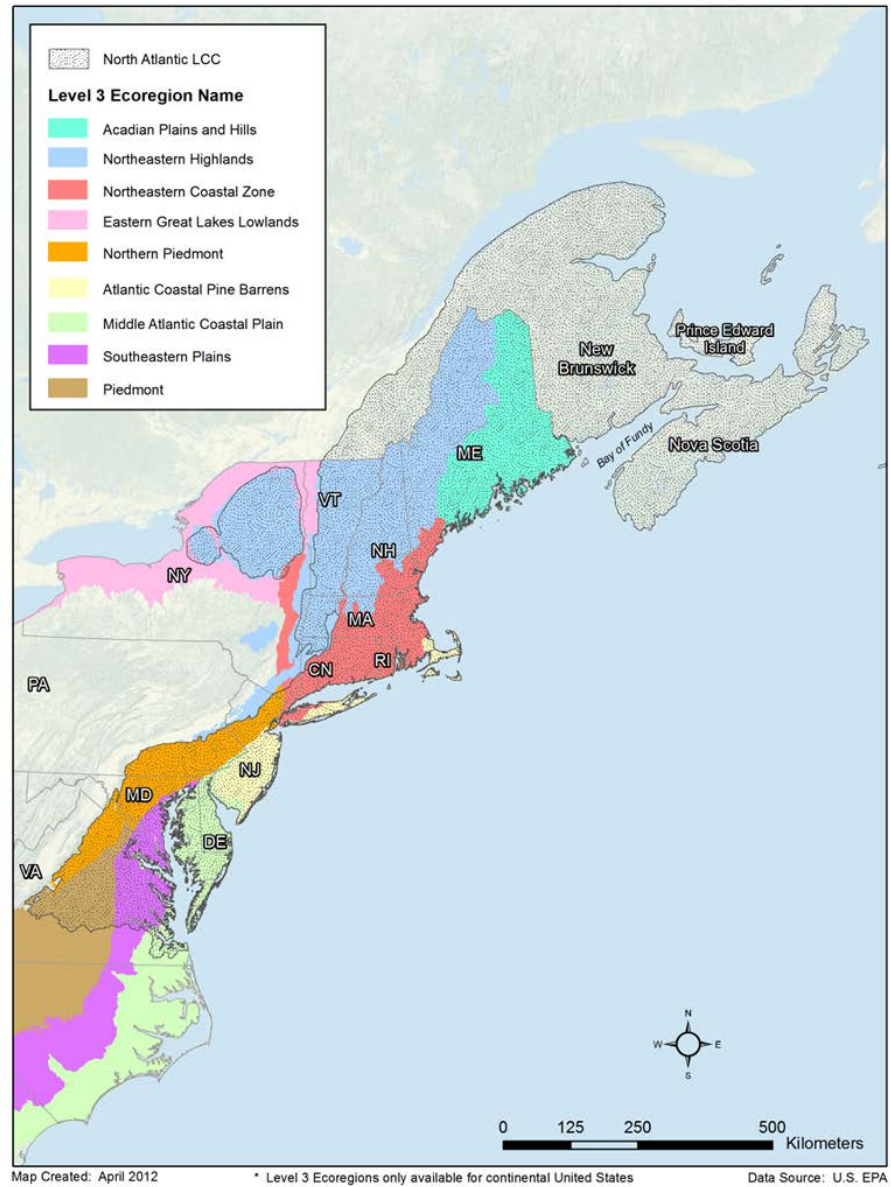 North Atlantic LCC
Level 3 Ecoregion Name
Acadian Plains and Hills
Northeastern Highlands
Northeastern Coastal Zone
Eastern Great Lakes Lowlands
Northern Piedmont
Atlantic Coastal Pine Barrens
Middle Atlantic Coastal Plain
Southeastern Plains
Piedmont
Prince Edward
Island
New
Brunswick
Bay of Fundy
Nova Scotia
ME
VT
NH
NY
MA
CN
RI
PA
NJ
MD
DE
VA
N
W
E
S
0 125 250 500
Kilometers
Map Created: April 2012
* Level 3 Ecoregions only available for continental United States
Data Source: U.S. EPA